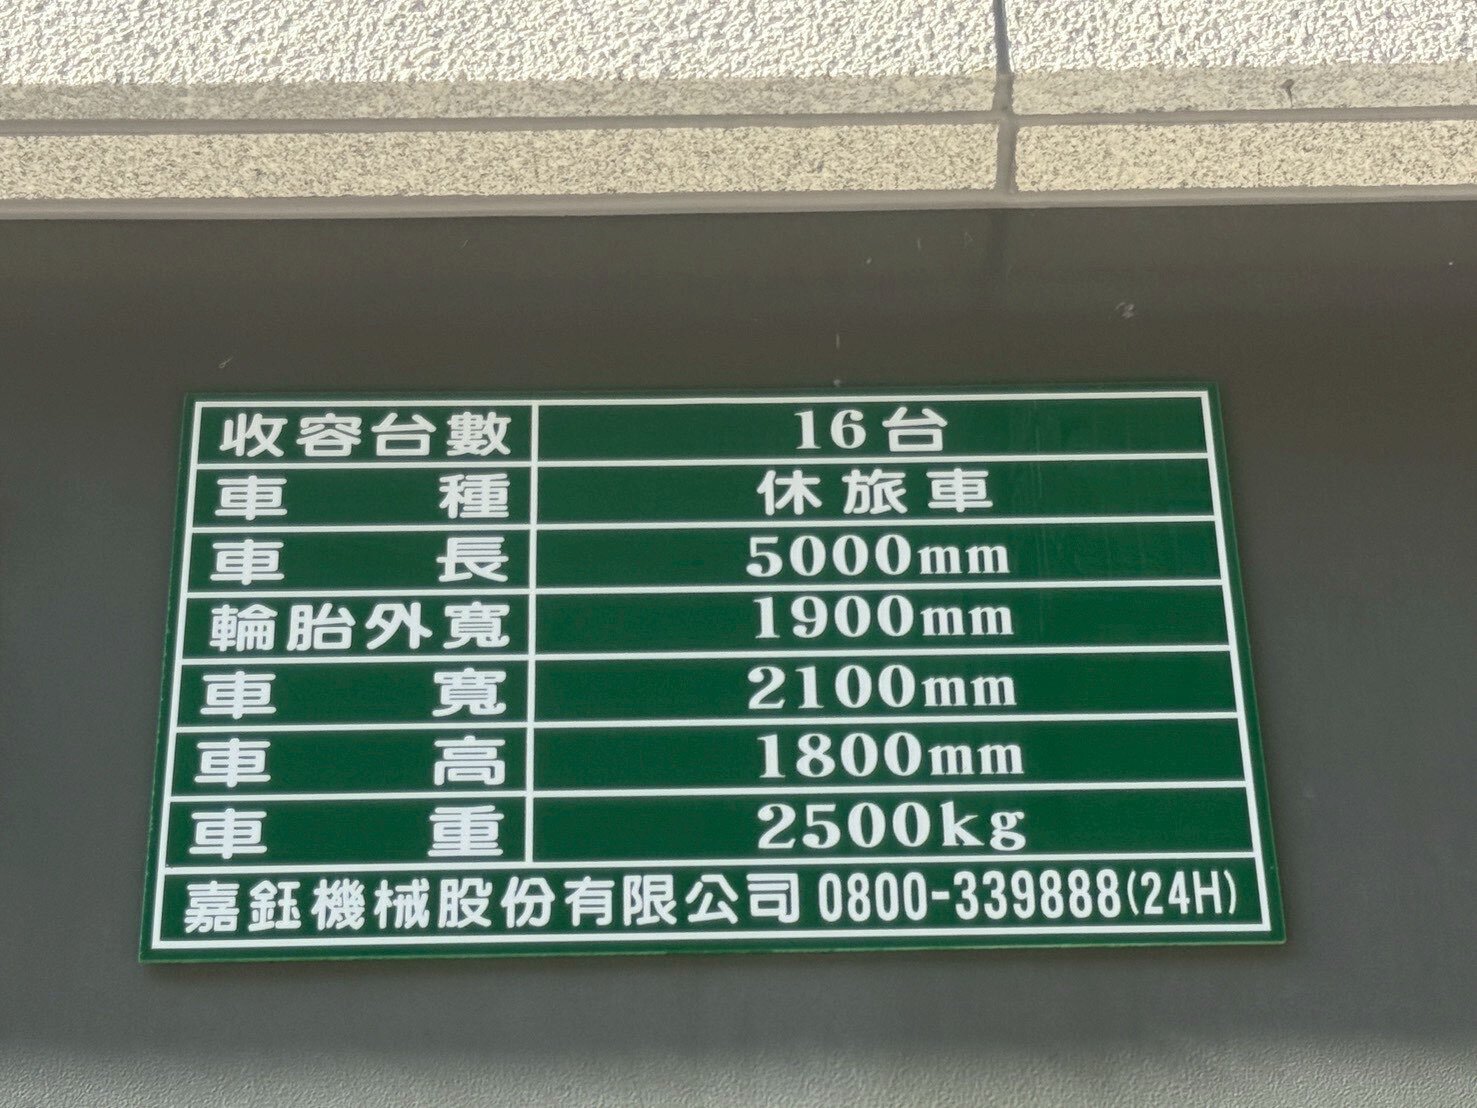 收容台數 16台
車種 休旅車
車長 5000mm
輪胎外寬 1900mm
車寬 2100mm
車高 1800mm
車重 2500kg
嘉鈺機械股份有限公司 0800-339888(24H)